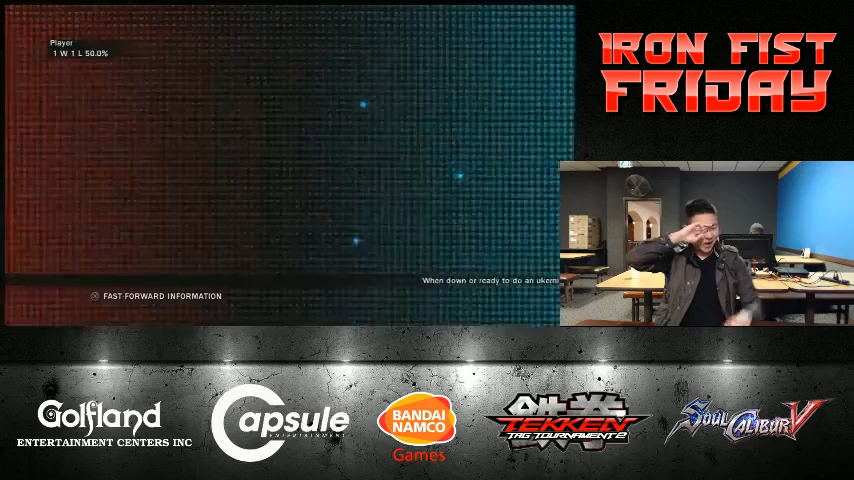 Player
1 W 1 L 50.0%
When down or ready to do an ukemi
FAST-FORWARD INFORMATION
IRON FIST
FRIDAY
Golfland
ENTERTAINMENT CENTERS INC
Capsule
ENTERTAINMENT
BANDAI
NAMCO
Games
TEKKEN
TAG TOURNAMENT 2
SOUL CALIBUR V